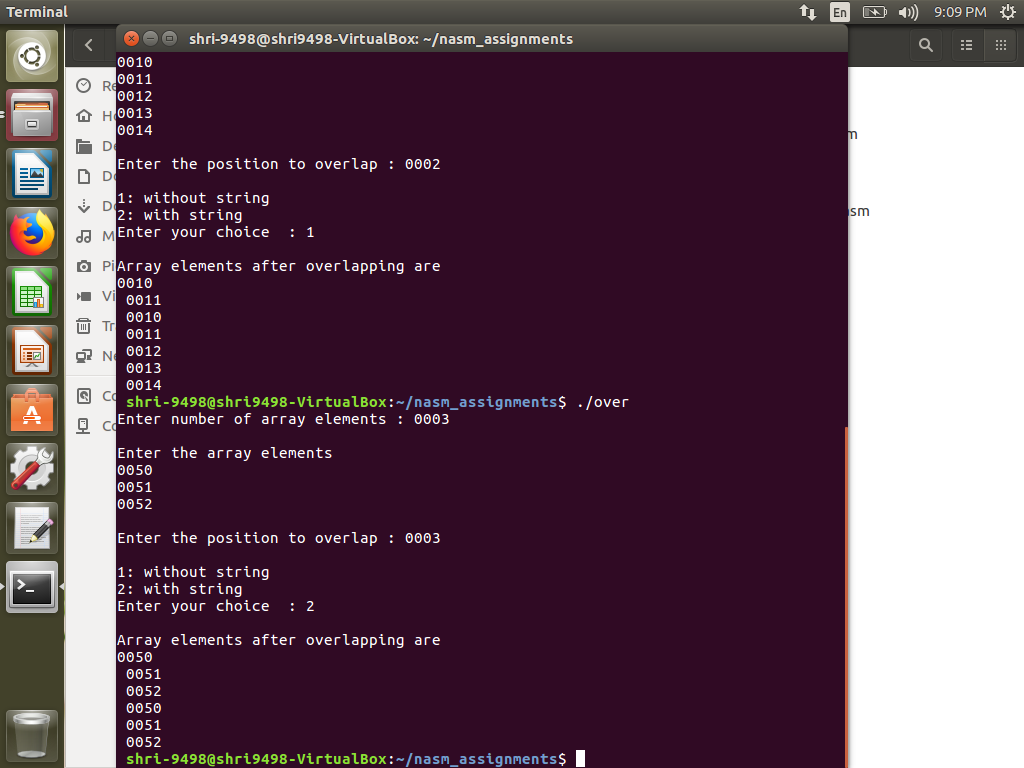 Terminal
En
9:09 PM
shri-9498@shri9498-VirtualBox: ~/nasm_assignments
Re
Ho
De
Do
Do
M
Pi
Vi
Tr
Ne
Co
Co
m
asm
0010
0011
0012
0013
0014
Enter the position to overlap : 0002
1: without string
2: with string
Enter your choice  : 1
Array elements after overlapping are
0010
0011
0010
0011
0012
0013
0014
shri-9498@shri9498-VirtualBox:~/nasm_assignments$ ./over
Enter number of array elements : 0003
Enter the array elements
0050
0051
0052
Enter the position to overlap : 0003
1: without string
2: with string
Enter your choice  : 2
Array elements after overlapping are
0050
0051
0052
0050
0051
0052
shri-9498@shri9498-VirtualBox:~/nasm_assignments$